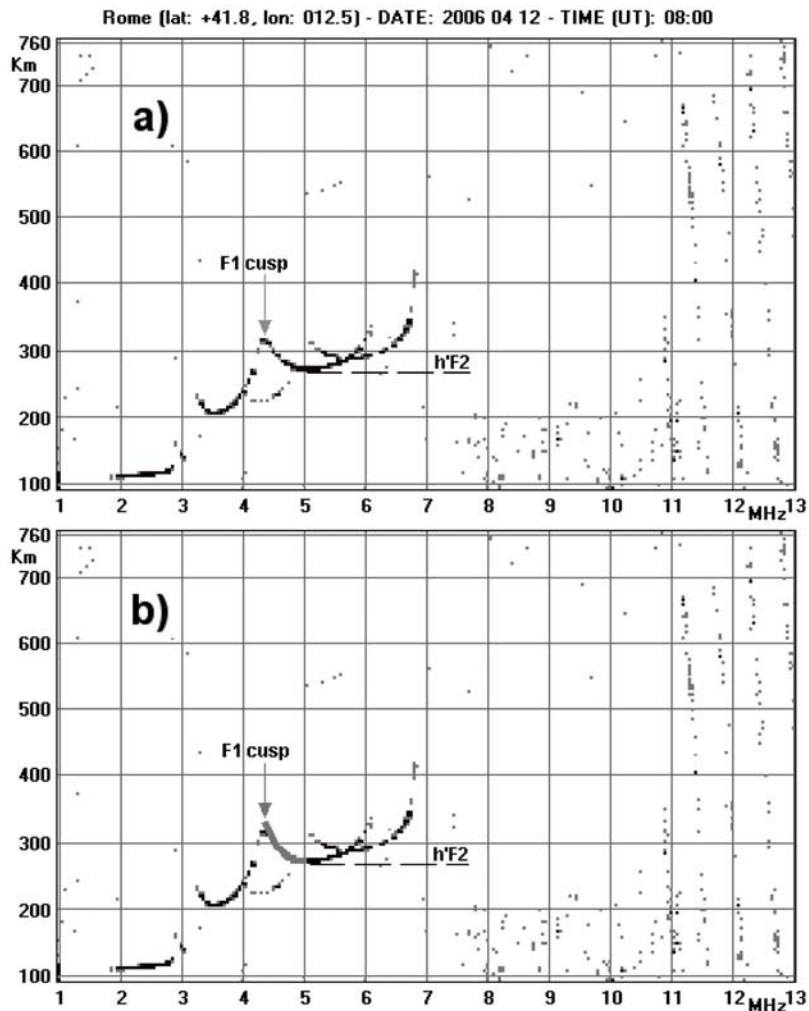 Rome (lat: +41.8, lon: 012.5) - DATE: 2006 04 12 - TIME (UT): 08:00
760
Km
700
a)
600
500
F1 cusp
400
300
h'F2
200
100
1 2 3 4 5 6 7 8 9 10 11 12 MHz 13
760
Km
700
b)
600
500
F1 cusp
400
300
h'F2
200
100
1 2 3 4 5 6 7 8 9 10 11 12 MHz 13